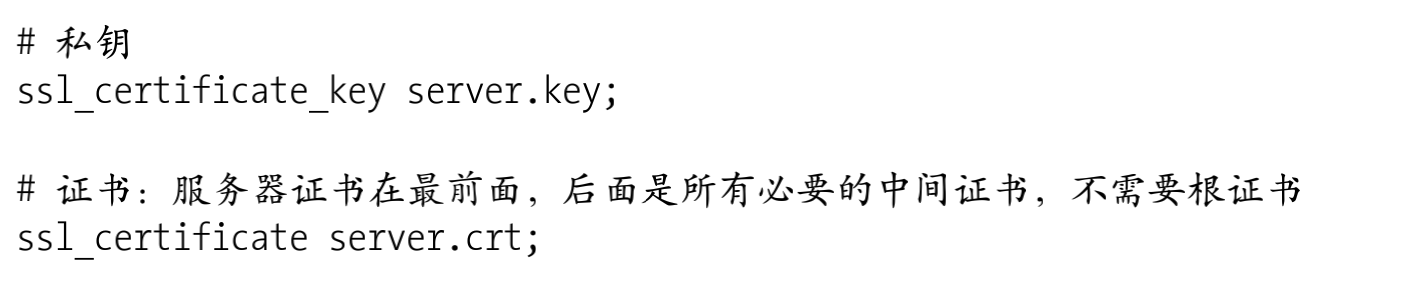 # 私钥
ssl_certificate_key server.key;
# 证书：服务器证书在最前面，后面是所有必要的中间证书，不需要根证书
ssl_certificate server.crt;